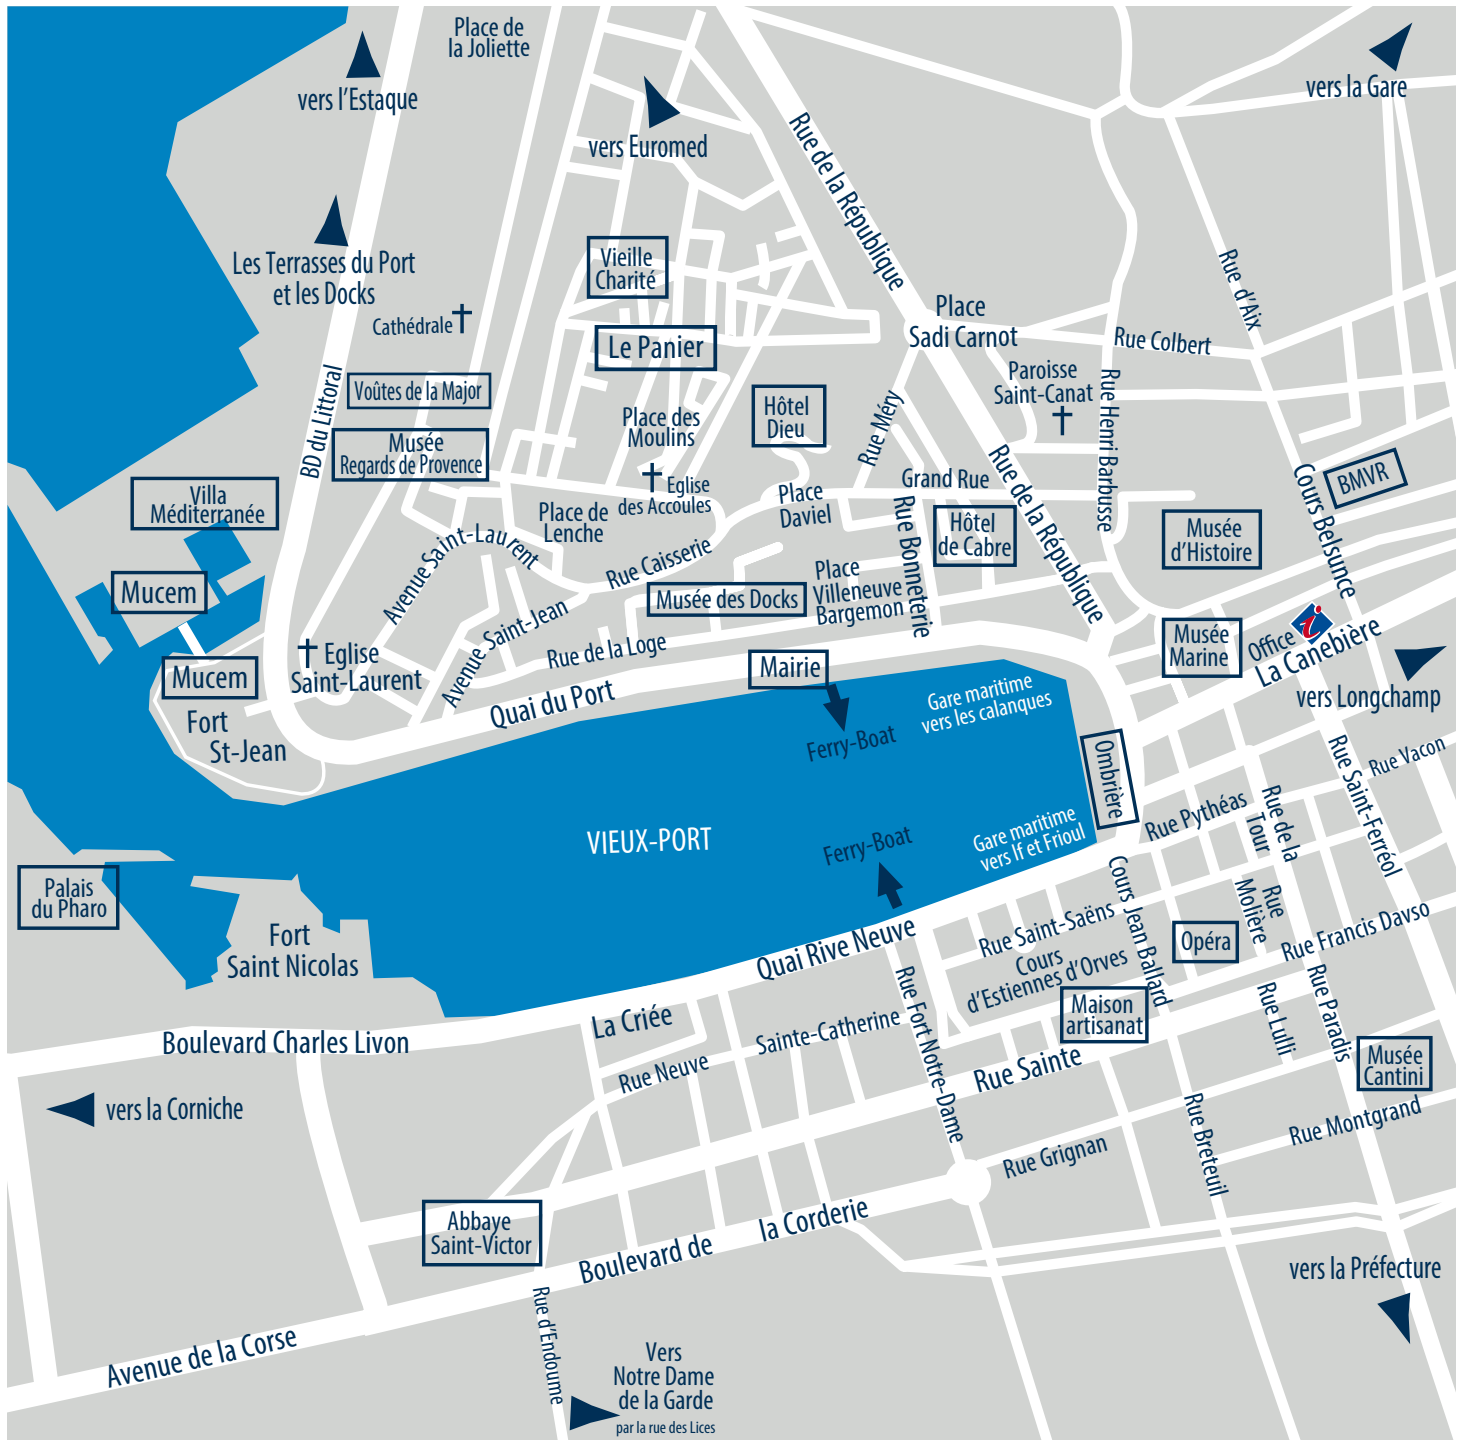 Place de
la Joliette
vers l'Estaque
vers Euromed
vers la Gare
Rue de la République
Les Terrasses du Port
et les Docks
Cathédrale
Vieille
Charité
Le Panier
Place
Sadi Carnot
Rue d'Aix
Rue Colbert
BD du Littoral
Voûtes de la Major
Musée
Regards de Provence
Place des
Moulins
Hôtel
Dieu
Rue Méry
Paroisse
Saint-Canat
Rue Henri Barbusse
Eglise
des Accoules
Place de
Lenche
Place
Daviel
Grand Rue
Rue de la République
Cours Belsunce
BMVR
Villa
Méditerranée
Avenue Saint-Laurent
Rue Caisserie
Rue Bonneterie
Hôtel
de Cabre
Musée
d'Histoire
Mucem
Avenue Saint-Jean
Musée des Docks
Place
Villeneuve
Bargemon
Rue de la Loge
Mucem
Eglise
Saint-Laurent
Fort
St-Jean
Quai du Port
Mairie
Ferry-Boat
Gare maritime
vers les calanques
Musée
Marine
Office
i
La Canebière
vers Longchamp
Ombrière
Rue Saint-Ferréol
Rue Vacon
VIEUX-PORT
Ferry-Boat
Gare maritime
vers If et Frioul
Rue Pythéas
Rue de la
Tour
Palais
du Pharo
Fort
Saint Nicolas
Quai Rive Neuve
Cours Jean Ballard
Rue Saint-Saëns
Cours
d'Estiennes d'Orves
Opéra
Rue
Molière
Rue Francis Davso
Maison
artisanat
Rue Lulli
Rue Paradis
Musée
Cantini
Boulevard Charles Livon
La Criée
Sainte-Catherine
Rue Neuve
Rue Fort Notre-Dame
Rue Sainte
vers la Corniche
Rue Grignan
Rue Breteuil
Rue Montgrand
Abbaye
Saint-Victor
Boulevard de la Corderie
vers la Préfecture
Avenue de la Corse
Rue d'Endoume
Vers
Notre Dame
de la Garde
par la rue des Lices